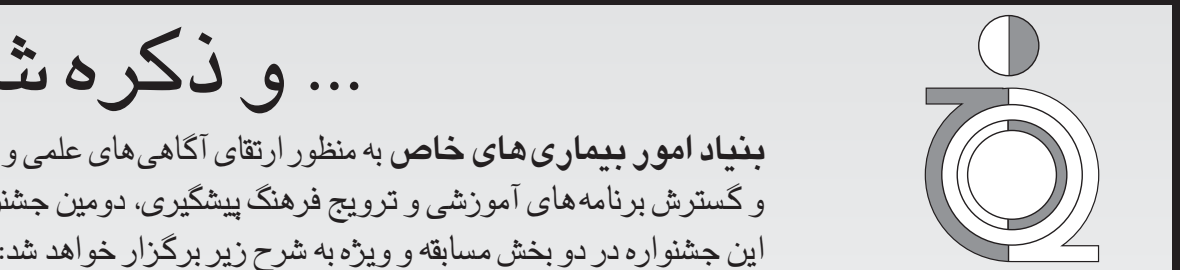 ... و ذکره
بنیاد امور بیماری‌های خاص به منظور ارتقای آگاهی‌های علمی و
و گسترش برنامه‌های آموزشی و ترویج فرهنگ پیشگیری، دومین
این جشنواره در دو بخش مسابقه و ویژه به شرح زیر برگزار خواهد شد: